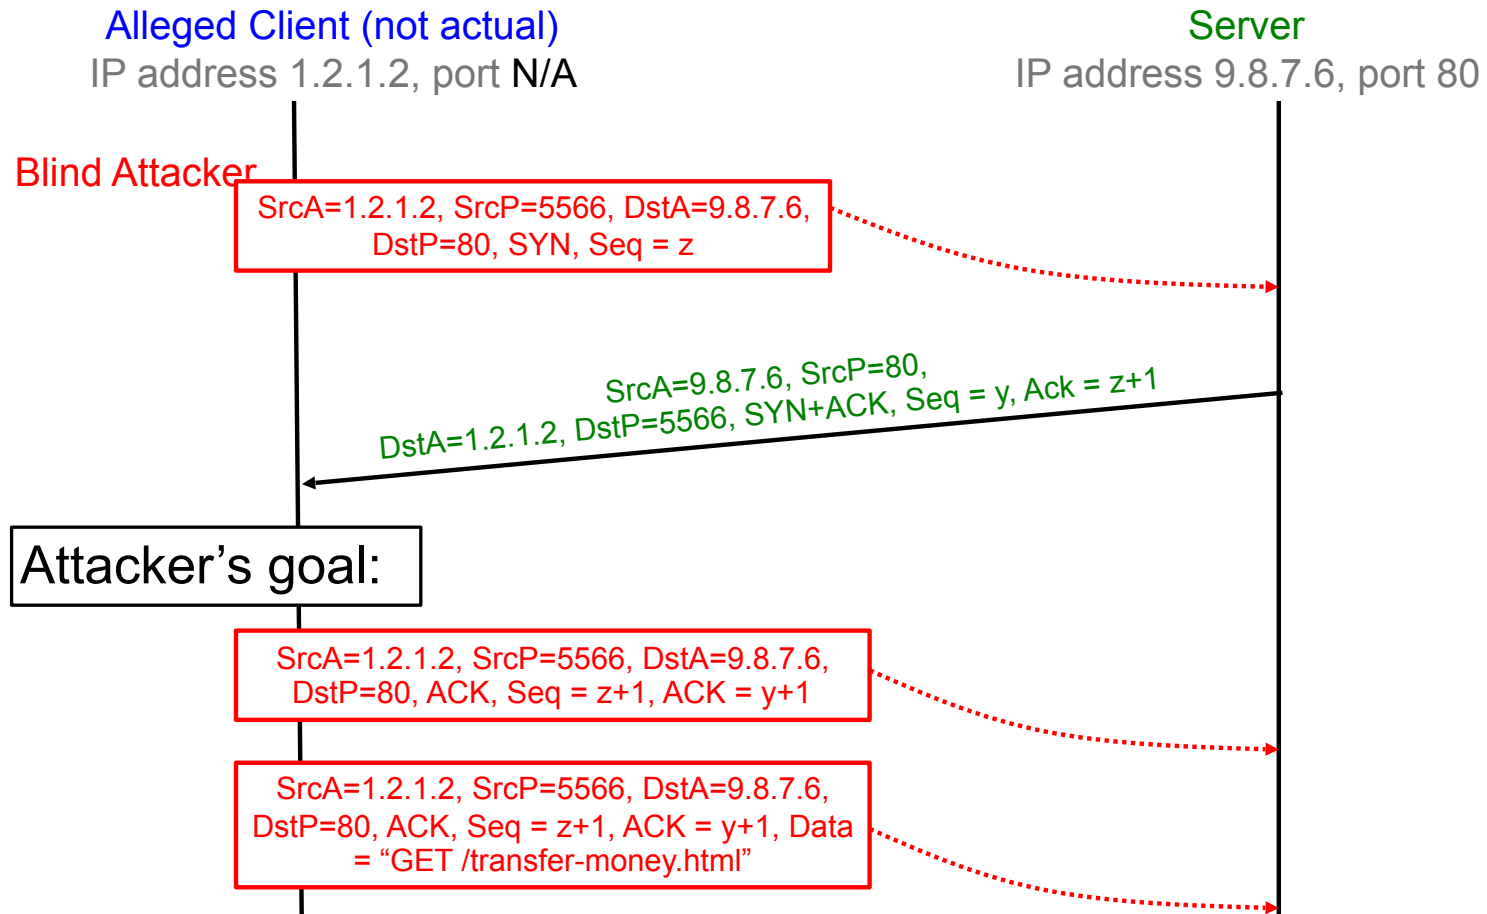 Alleged Client (not actual)
IP address 1.2.1.2, port N/A
Server
IP address 9.8.7.6, port 80
Blind Attacker
SrcA=1.2.1.2, SrcP=5566, DstA=9.8.7.6,
DstP=80, SYN, Seq = z
SrcA=9.8.7.6, SrcP=80,
DstA=1.2.1.2, DstP=5566, SYN+ACK, Seq = y, Ack = z+1
Attacker’s goal:
SrcA=1.2.1.2, SrcP=5566, DstA=9.8.7.6,
DstP=80, ACK, Seq = z+1, ACK = y+1
SrcA=1.2.1.2, SrcP=5566, DstA=9.8.7.6,
DstP=80, ACK, Seq = z+1, ACK = y+1, Data
= “GET /transfer-money.html”